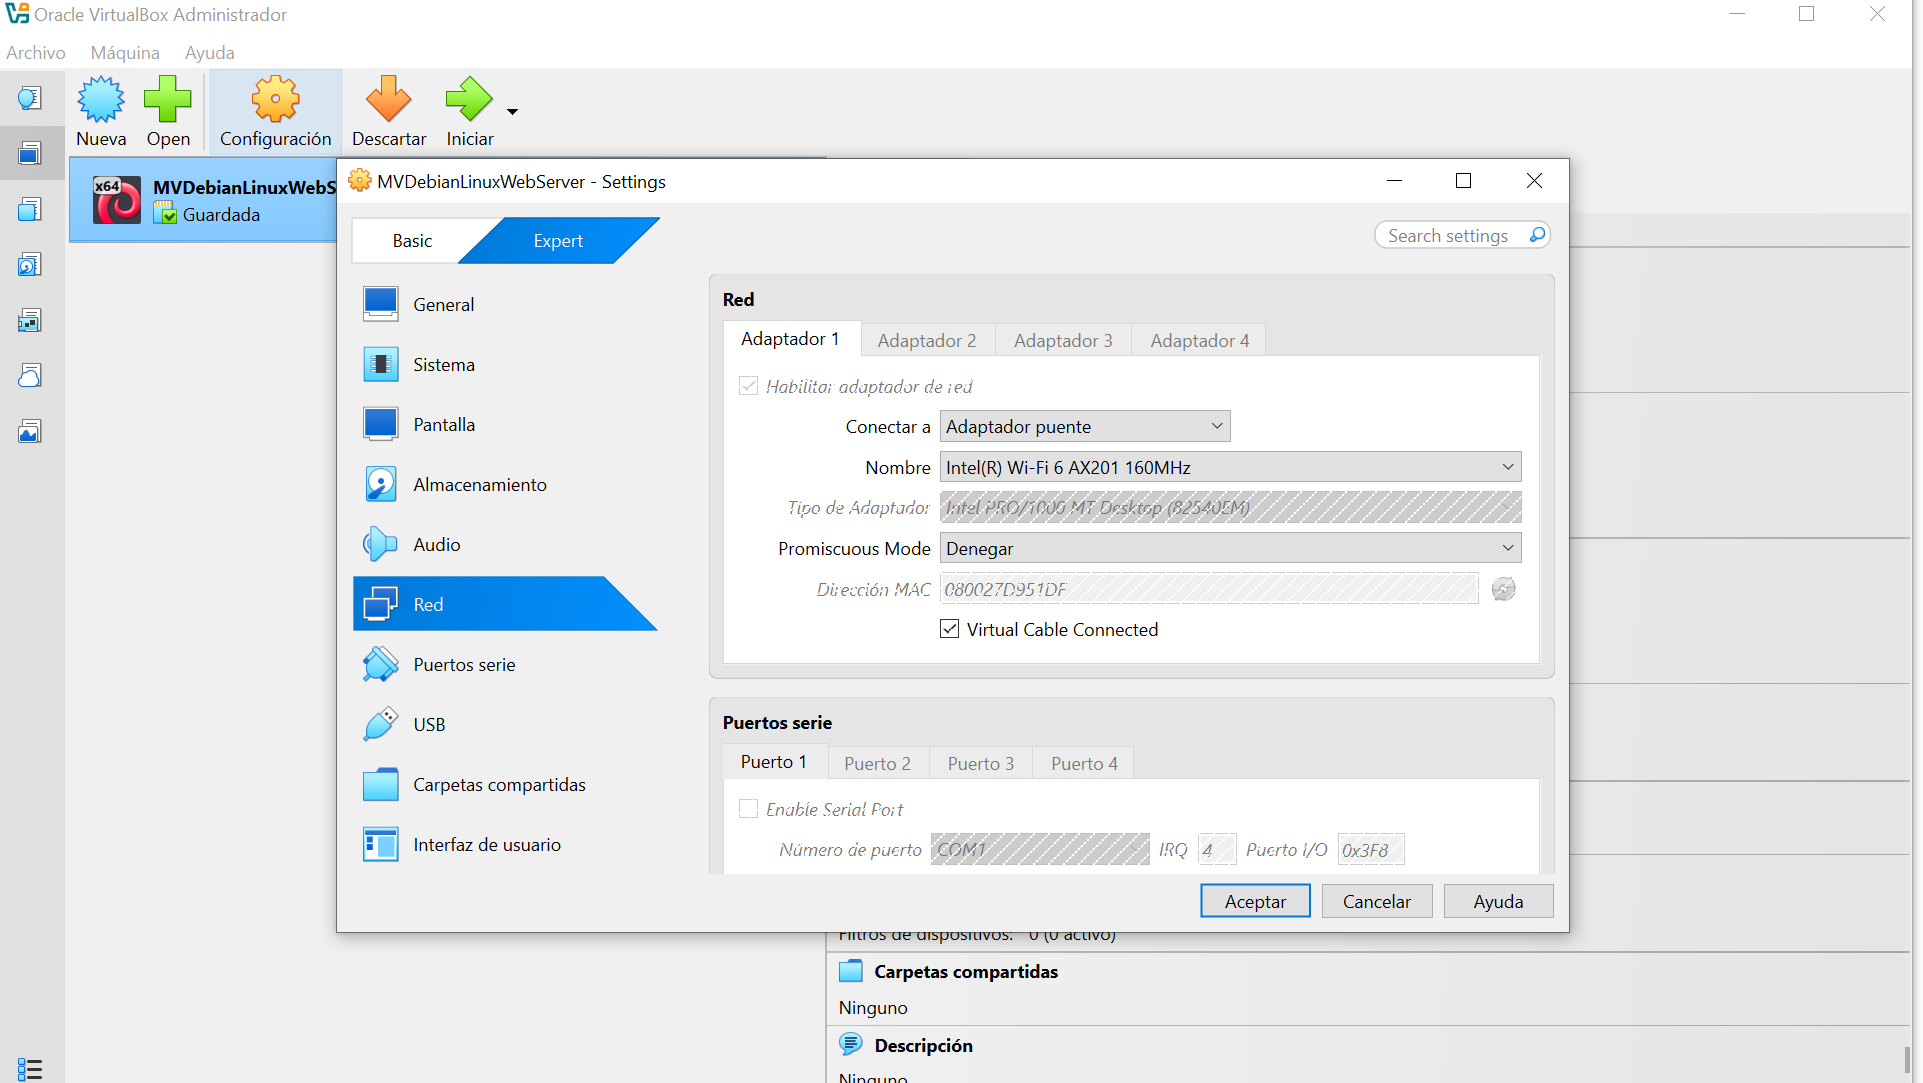 Oracle VirtualBox Administrador
Archivo Máquina Ayuda
Nueva Open Configuración Descartar Iniciar
x64 MVDebianLinuxWebS
Guardada
MVDebianLinuxWebServer - Settings
Basic Expert Search settings
General
Sistema
Pantalla
Almacenamiento
Audio
Red
Puertos serie
USB
Carpetas compartidas
Interfaz de usuario
Red
Adaptador 1 Adaptador 2 Adaptador 3 Adaptador 4
Habilitar adaptador de red
Conectar a Adaptador puente
Nombre Intel(R) Wi-Fi 6 AX201 160MHz
Tipo de Adaptador Intel PRO/1000 MT Desktop (82540EM)
Promiscuous Mode Denegar
Dirección MAC 080027D951DF
Virtual Cable Connected
Puertos serie
Puerto 1 Puerto 2 Puerto 3 Puerto 4
Enable Serial Port
Número de puerto COM1 IRQ 4 Puerto I/O 0x3F8
Aceptar Cancelar Ayuda
Filtros de dispositivos: 0 (0 activo)
Carpetas compartidas
Ninguno
Descripción
Ninguno